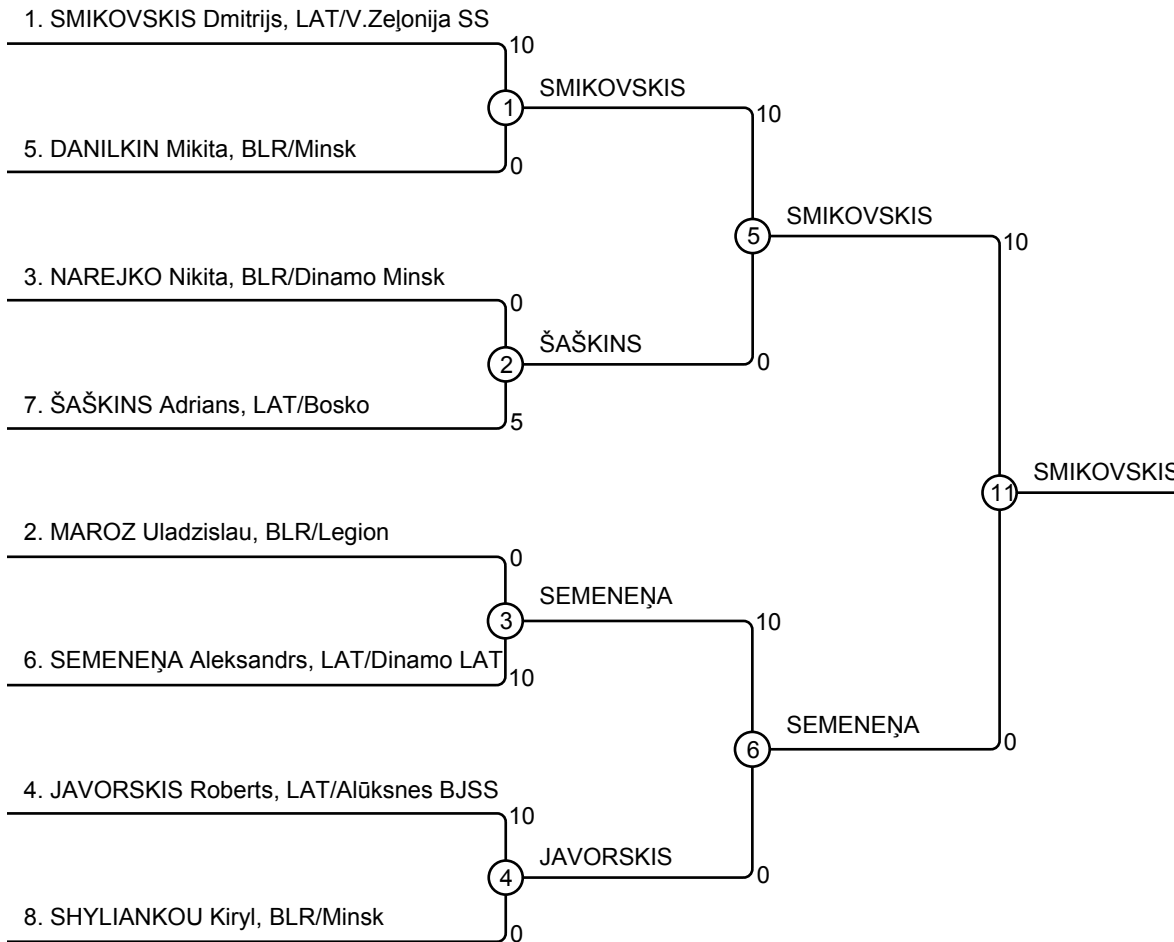 1. SMIKOVSKIS Dmitrijs, LAT/V.Zeļonija SS
10
1
SMIKOVSKIS
10
5. DANILKIN Mikita, BLR/Minsk
0
5
SMIKOVSKIS
10
3. NAREJKO Nikita, BLR/Dinamo Minsk
0
2
ŠAŠKINS
0
7. ŠAŠKINS Adrians, LAT/Bosko
5
11
SMIKOVSKIS
2. MAROZ Uladzislau, BLR/Legion
0
3
SEMENEŅA
10
6. SEMENEŅA Aleksandrs, LAT/Dinamo LAT
10
6
SEMENEŅA
0
4. JAVORSKIS Roberts, LAT/Alūksnes BJSS
10
4
JAVORSKIS
0
8. SHYLIANKOU Kiryl, BLR/Minsk
0